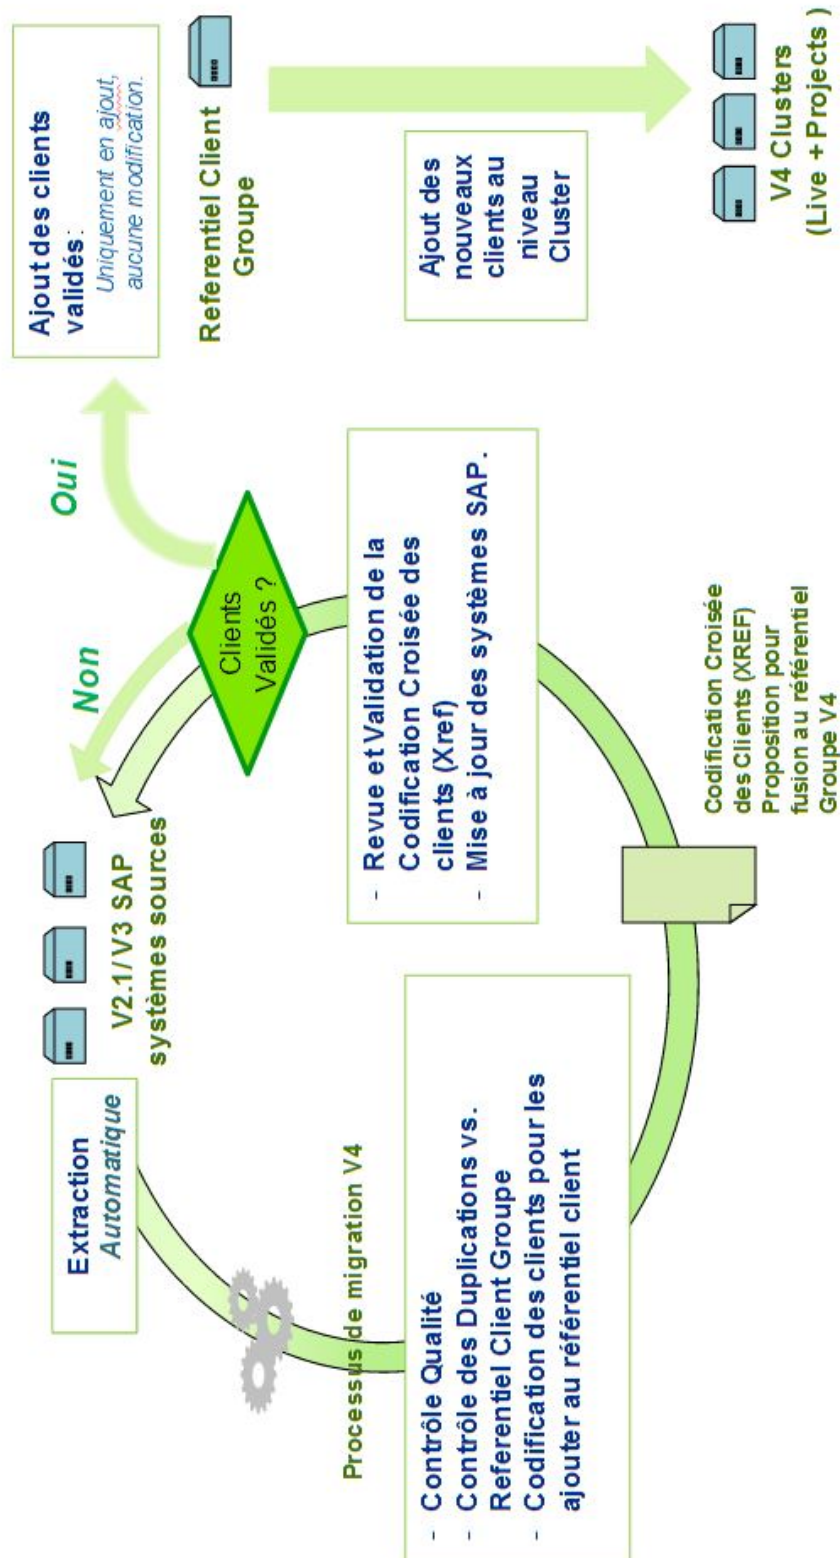 Extraction
Automatique
V2.1/ V3 SAP
systèmes sources
Processus de migration V4
- Contrôle Qualité
- Contrôle des Duplications vs.
Referentiel Client Groupe
- Codification des clients pour les
ajouter au référentiel client
Codification Croisée
des Clients (XREF)
Proposition pour
fusion au référentiel
Groupe V4
- Revue et Validation de la
Codification Croisée des
clients (Xref)
- Mise à jour des systèmes SAP.
Clients
Validés ?
Non
Oui
Ajout des clients
validés:
Uniquement en ajout,
aucune modification.
Referentiel Client
Groupe
Ajout des
nouveaux
clients au
niveau
Cluster
V4 Clusters
(Live + Projects )